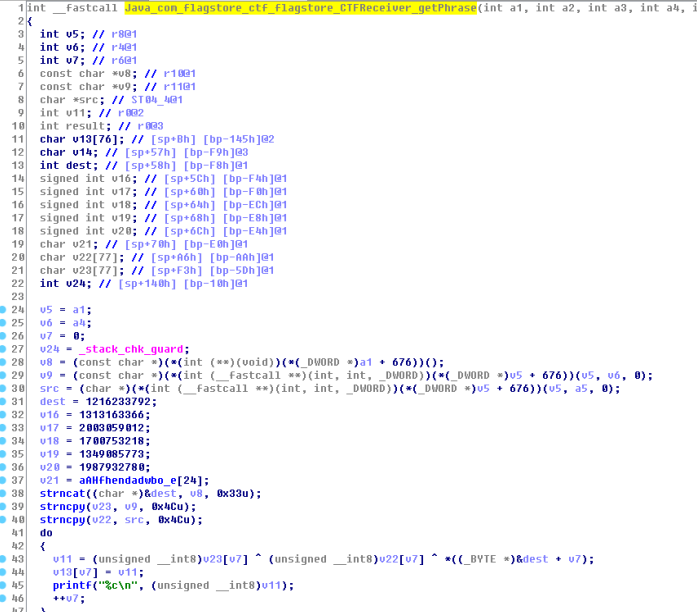 1 int __fastcall Java_com_flagstore_ctf_flagstore_CTFReceiver_getPhrase(int a1, int a2, int a3, int a4, i
2 {
3 int v5; // r8@1
4 int v6; // r4@1
5 int v7; // r6@1
6 const char *v8; // r10@1
7 const char *v9; // r11@1
8 char *src; // ST04_4@1
9 int v11; // r0@2
10 int result; // r0@3
11 char v13[76]; // [sp+Bh] [bp-145h]@2
12 char v14; // [sp+57h] [bp-F9h]@3
13 int dest; // [sp+58h] [bp-F8h]@1
14 signed int v16; // [sp+5Ch] [bp-F4h]@1
15 signed int v17; // [sp+60h] [bp-F0h]@1
16 signed int v18; // [sp+64h] [bp-ECh]@1
17 signed int v19; // [sp+68h] [bp-E8h]@1
18 signed int v20; // [sp+6Ch] [bp-E4h]@1
19 char v21; // [sp+70h] [bp-E0h]@1
20 char v22[77]; // [sp+A6h] [bp-AAh]@1
21 char v23[77]; // [sp+F3h] [bp-5Dh]@1
22 int v24; // [sp+140h] [bp-10h]@1
23
24 v5 = a1;
25 v6 = a4;
26 v7 = 0;
27 v24 = _stack_chk_guard;
28 v8 = (const char *)(*(int (**)(void))(*(_DWORD *)a1 + 676))();
29 v9 = (const char *)(*(int (__fastcall **)(int, int, _DWORD))(*(_DWORD *)v5 + 676))(v5, v6, 0);
30 src = (char *)(*(int (__fastcall **)(int, int, _DWORD))(*(_DWORD *)v5 + 676))(v5, a5, 0);
31 dest = 1216233792;
32 v16 = 1313163366;
33 v17 = 2003059012;
34 v18 = 1700753218;
35 v19 = 1349085773;
36 v20 = 1987932780;
37 v21 = aAHfhendadwbo_e[24];
38 strncat((char *)&dest, v8, 0x33u);
39 strncpy(v23, v9, 0x4Cu);
40 strncpy(v22, src, 0x4Cu);
41 do
42 {
43 v11 = (unsigned __int8)v23[v7] ^ (unsigned __int8)v22[v7] ^ *((_BYTE *)&dest + v7);
44 v13[v7] = v11;
45 printf("%c\n", (unsigned __int8)v11);
46 ++v7;